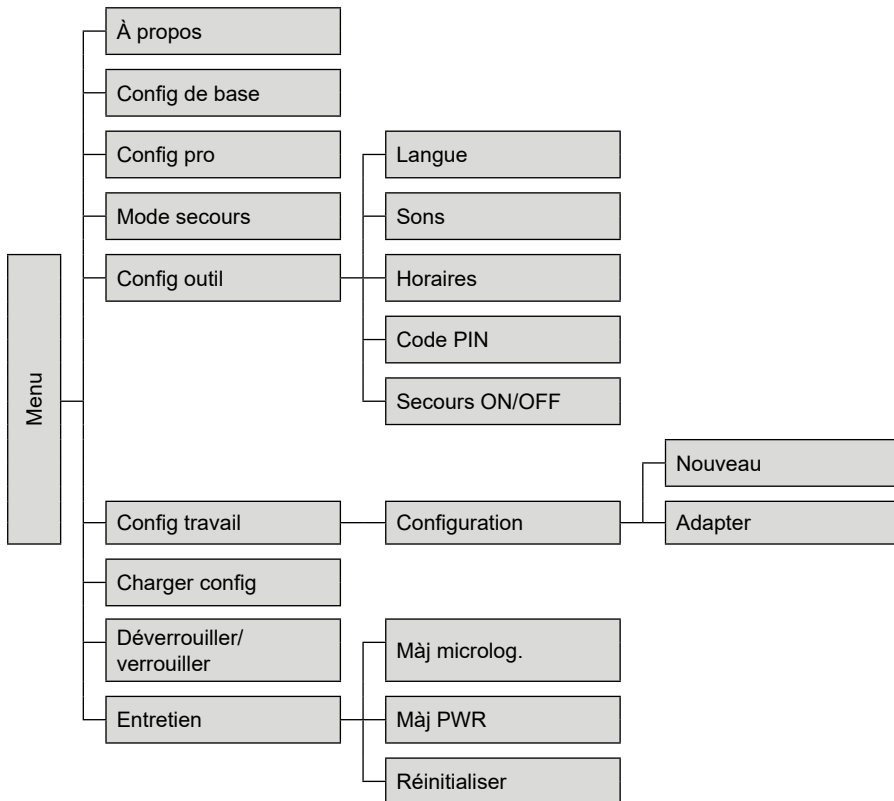 Menu
À propos
Config de base
Config pro
Mode secours
Config outil
Langue
Sons
Horaires
Code PIN
Secours ON/OFF
Config travail
Configuration
Nouveau
Adapter
Charger config
Déverrouiller/
verrouiller
Entretien
Màj microlog.
Màj PWR
Réinitialiser